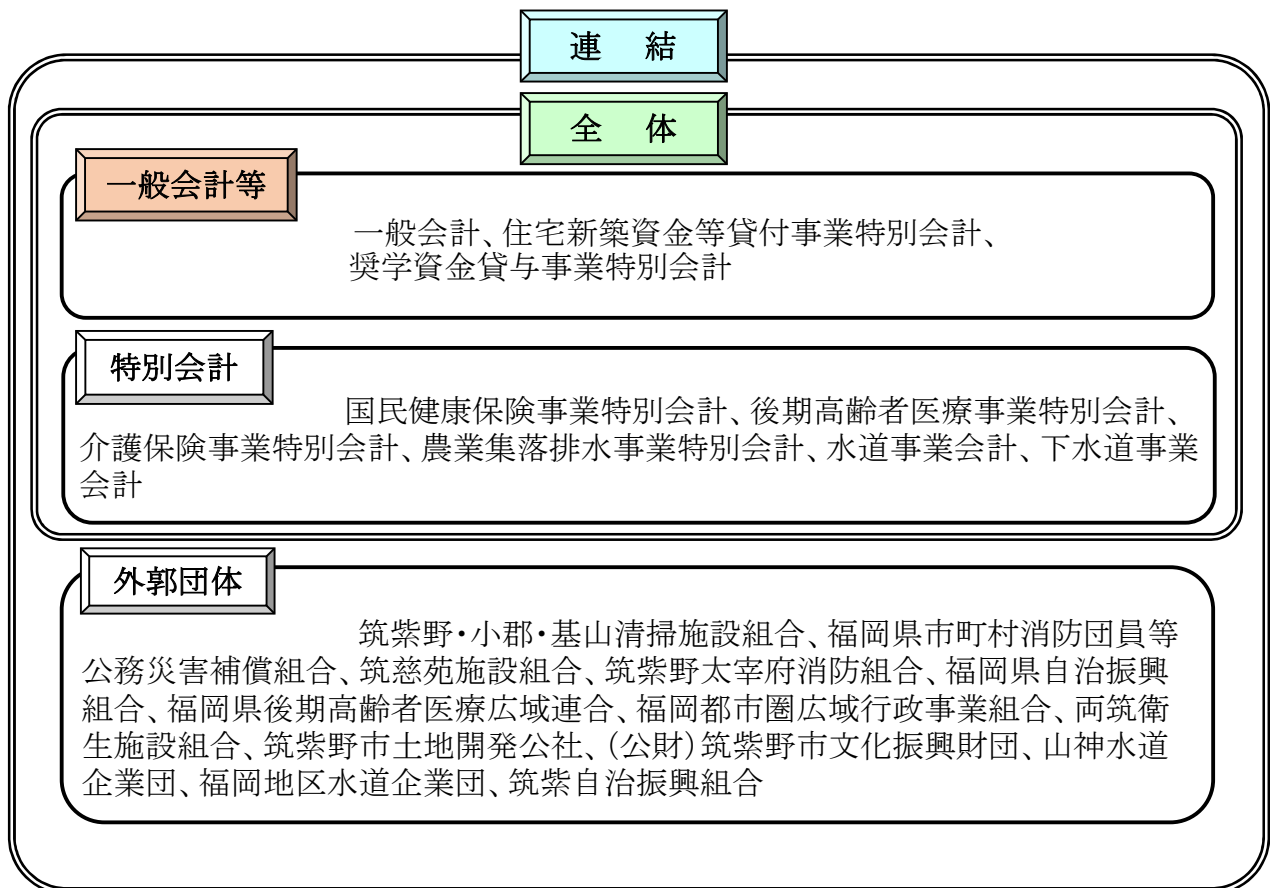 連 結
全 体
一般会計等
一般会計、住宅新築資金等貸付事業特別会計、
奨学資金貸与事業特別会計
特別会計
国民健康保険事業特別会計、後期高齢者医療事業特別会計、
介護保険事業特別会計、農業集落排水事業特別会計、水道事業会計、下水道事業
会計
外郭団体
筑紫野・小郡・基山清掃施設組合、福岡県市町村消防団員等
公務災害補償組合、筑慈苑施設組合、筑紫野太宰府消防組合、福岡県自治振興
組合、福岡県後期高齢者医療広域連合、福岡都市圏広域行政事業組合、両筑衛
生施設組合、筑紫野市土地開発公社、(公財)筑紫野市文化振興財団、山神水道
企業団、福岡地区水道企業団、筑紫自治振興組合